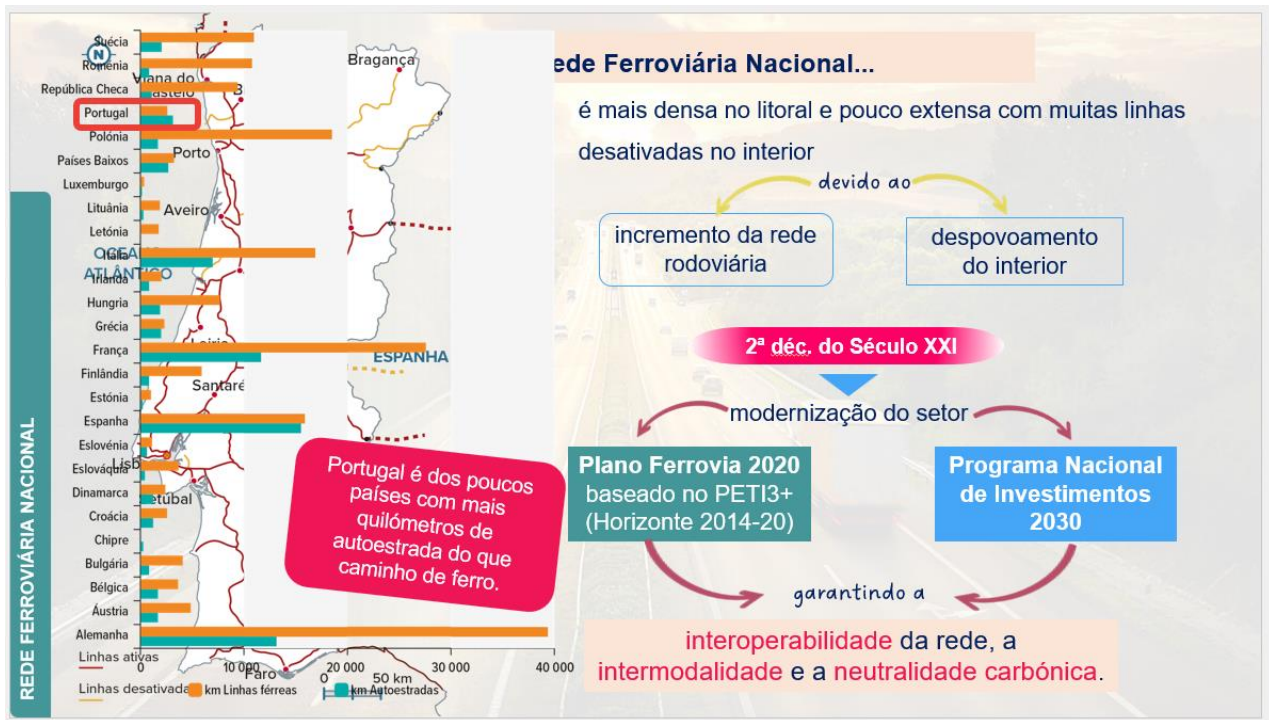 REDE FERROVIÁRIA NACIONAL
N
Suécia
Roménia
República Checa
Portugal
Polónia
Países Baixos
Luxemburgo
Lituânia
Letónia
Itália
Irlanda
Hungria
Grécia
França
Finlândia
Estónia
Espanha
Eslovénia
Eslováquia
Dinamarca
Croácia
Chipre
Bulgária
Bélgica
Áustria
Alemanha
0
10 000
20 000
30 000
40 000
km Linhas férreas
km Autoestradas
Viana do
Bragança
Porto
Aveiro
ATLÂNTICO
ESPANHA
Santaré
Faro
Linhas ativas
Linhas desativada
0 50 km
Portugal é dos poucos
países com mais
quilómetros de
autoestrada do que
caminho de ferro.
ede Ferroviária Nacional...
é mais densa no litoral e pouco extensa com muitas linhas
desativadas no interior
devido ao
incremento da rede
rodoviária
despovoamento
do interior
2ª déc. do Século XXI
modernização do setor
Plano Ferrovia 2020
baseado no PETI3+
(Horizonte 2014-20)
Programa Nacional
de Investimentos
2030
garantindo a
interoperabilidade da rede, a
intermodalidade e a neutralidade carbónica.